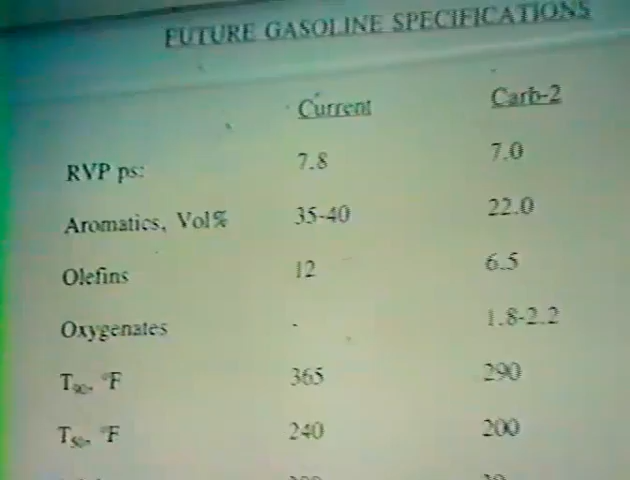 FUTURE GASOLINE SPECIFICATIONS
Current Carb-2
RVP psi 7.8 7.0
Aromatics, Vol% 35-40 22.0
Olefins 12 6.5
Oxygenates - 1.8-2.2
T90, °F 365 290
T50, °F 240 200